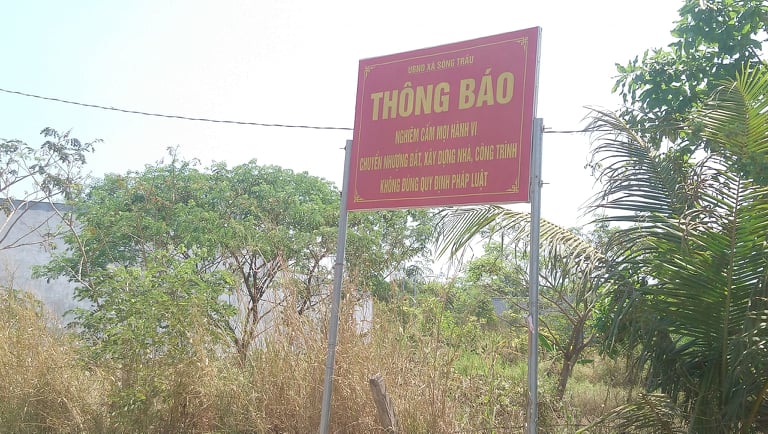 UBND XÃ SÔNG TRẦU
THÔNG BÁO
NGHIÊM CẤM MỌI HÀNH VI
CHUYỂN NHƯỢNG ĐẤT, XÂY DỰNG NHÀ, CÔNG TRÌNH
KHÔNG ĐÚNG QUY ĐỊNH PHÁP LUẬT